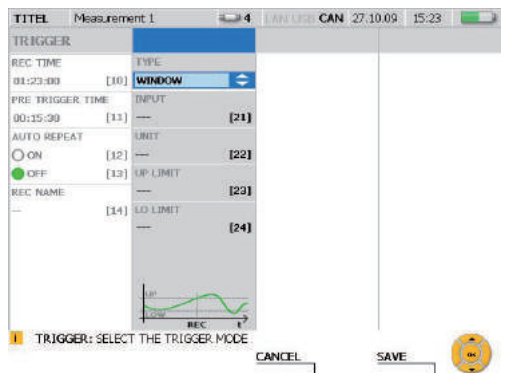 TITEL Measurement 1 4 LAN USB CAN 27.10.09 15:23
TRIGGER
REC TIME
01:23:00 [10]
PRE TRIGGER TIME
00:15:30 [11]
AUTO REPEAT
ON [12]
OFF [13]
REC NAME
--- [14]
TYPE
WINDOW
INPUT
--- [21]
UNIT
--- [22]
UP LIMIT
--- [23]
LO LIMIT
--- [24]
UP
LOW
REC t
! TRIGGER: SELECT THE TRIGGER MODE
CANCEL SAVE
OK